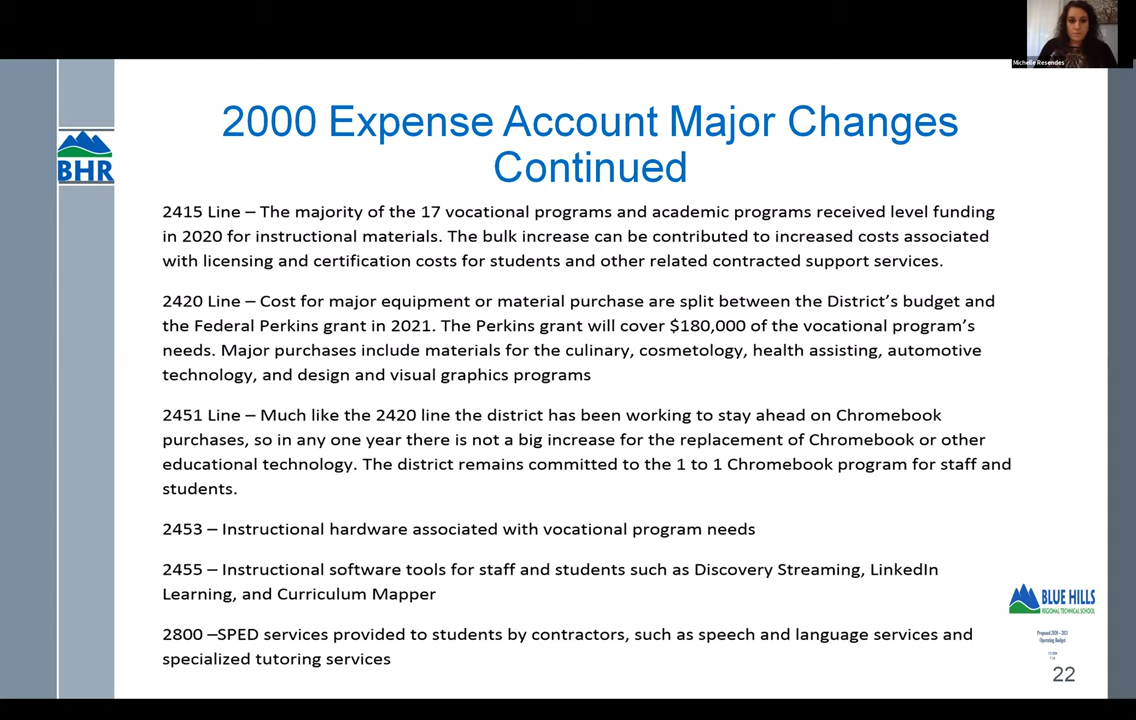 Michelle Resendes
2000 Expense Account Major Changes
Continued
BHR
2415 Line – The majority of the 17 vocational programs and academic programs received level funding
in 2020 for instructional materials. The bulk increase can be contributed to increased costs associated
with licensing and certification costs for students and other related contracted support services.
2420 Line – Cost for major equipment or material purchase are split between the District's budget and
the Federal Perkins grant in 2021. The Perkins grant will cover $180,000 of the vocational program's
needs. Major purchases include materials for the culinary, cosmetology, health assisting, automotive
technology, and design and visual graphics programs
2451 Line – Much like the 2420 line the district has been working to stay ahead on Chromebook
purchases, so in any one year there is not a big increase for the replacement of Chromebook or other
educational technology. The district remains committed to the 1 to 1 Chromebook program for staff and
students.
2453 – Instructional hardware associated with vocational program needs
2455 – Instructional software tools for staff and students such as Discovery Streaming, LinkedIn
Learning, and Curriculum Mapper
2800 –SPED services provided to students by contractors, such as speech and language services and
specialized tutoring services
BLUE HILLS
REGIONAL TECHNICAL SCHOOL
Proposed 2020 – 2021
Operating Budget
22